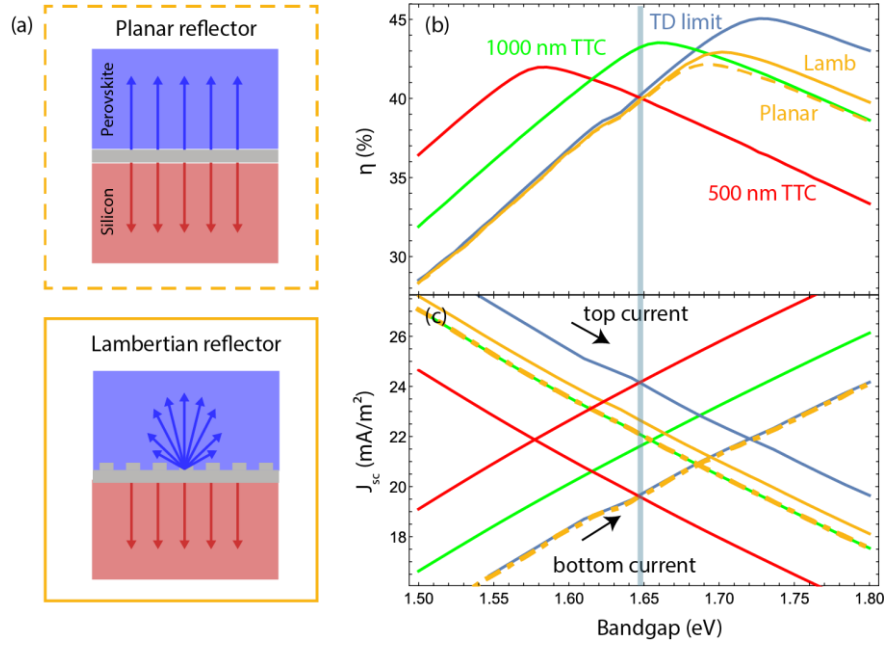 (a)
Planar reflector
Perovskite
Silicon
Lambertian reflector
(b)
1000 nm TTC
TD limit
Lamb
Planar
500 nm TTC
η (%)
45
40
35
30
(c)
top current
bottom current
J_sc (mA/m²)
26
24
22
20
18
1.50 1.55 1.60 1.65 1.70 1.75 1.80
Bandgap (eV)